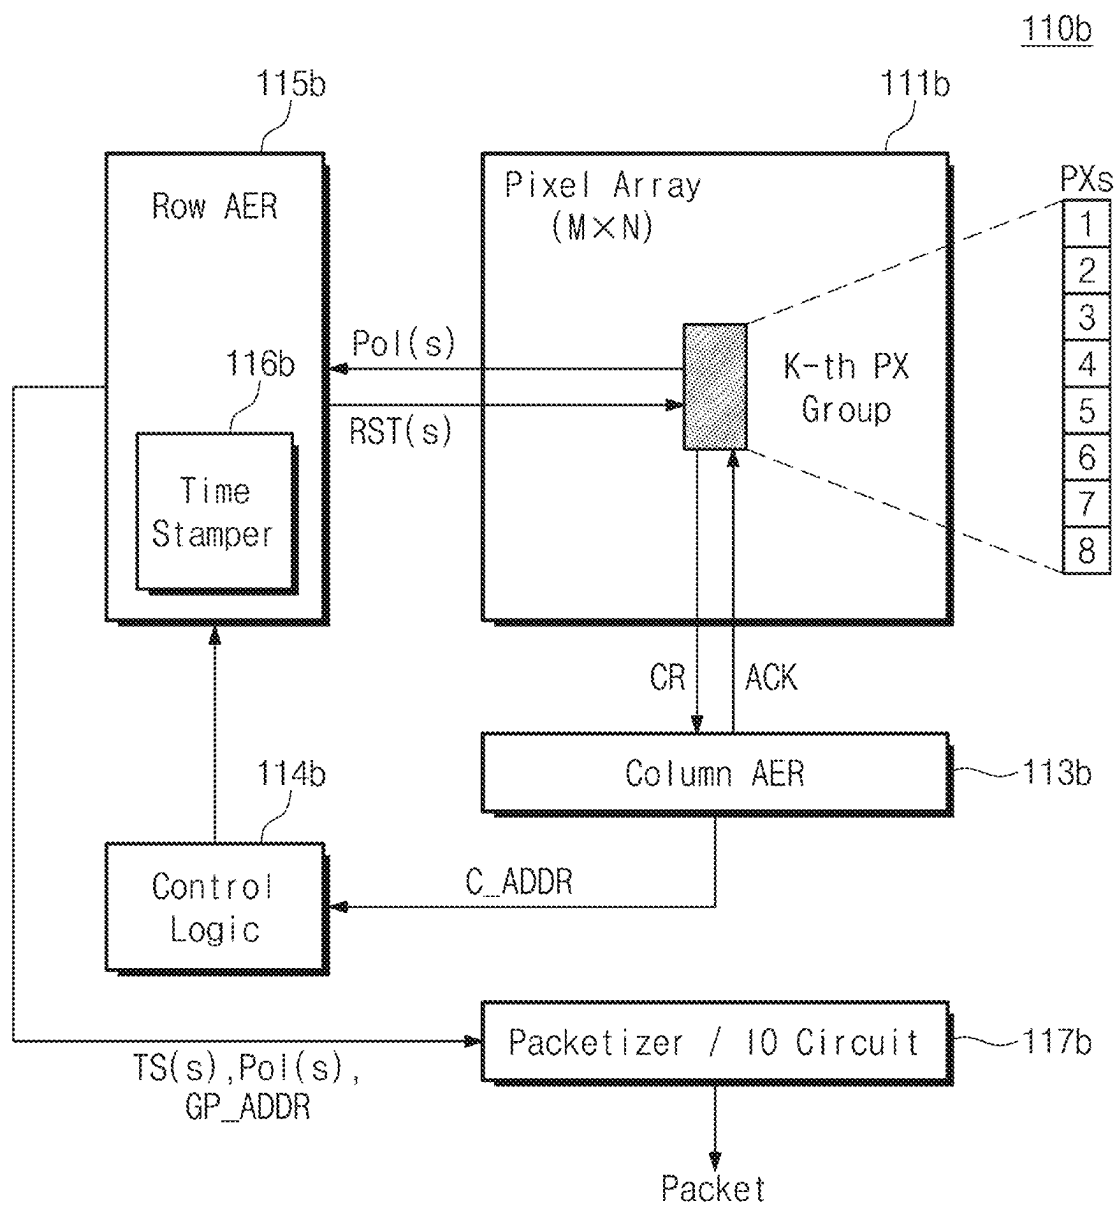 110b
115b
111b
Row AER
Pixel Array
(M×N)
PXs
1
2
3
4
5
6
7
8
Pol(s)
RST(s)
K-th PX
Group
116b
Time
Stamper
CR
ACK
Column AER
113b
114b
Control
Logic
C_ADDR
Packetizer / IO Circuit
117b
TS(s),Pol(s),
GP_ADDR
Packet